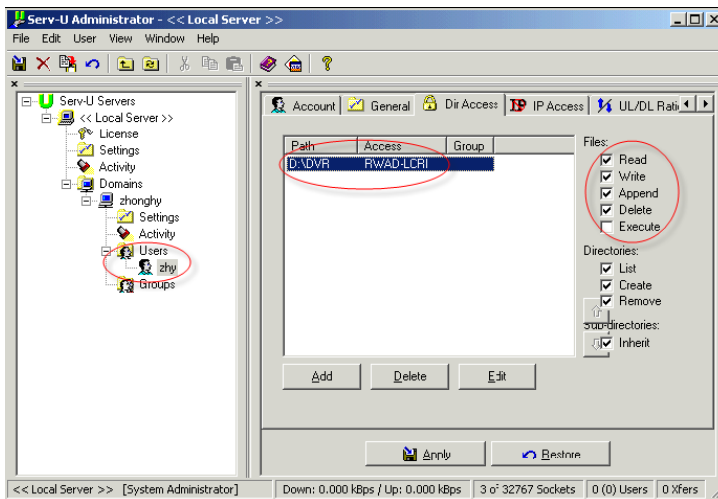 Serv-U Administrator - << Local Server >>
File Edit User View Window Help
Serv-U Servers
<< Local Server >>
License
Settings
Activity
Domains
zhonghy
Settings
Activity
Users
zhy
Groups
Account General Dir Access IP Access UL/DL Rati
Path Access Group
D:\DVR RWAD-LCRI
Files:
Read
Write
Append
Delete
Execute
Directories:
List
Create
Remove
Sub-directories:
Inherit
Add Delete Edit
Apply Restore
<< Local Server >> [System Administrator] Down: 0.000 kBps / Up: 0.000 kBps 3 of 32767 Sockets 0 (0) Users 0 Xfers